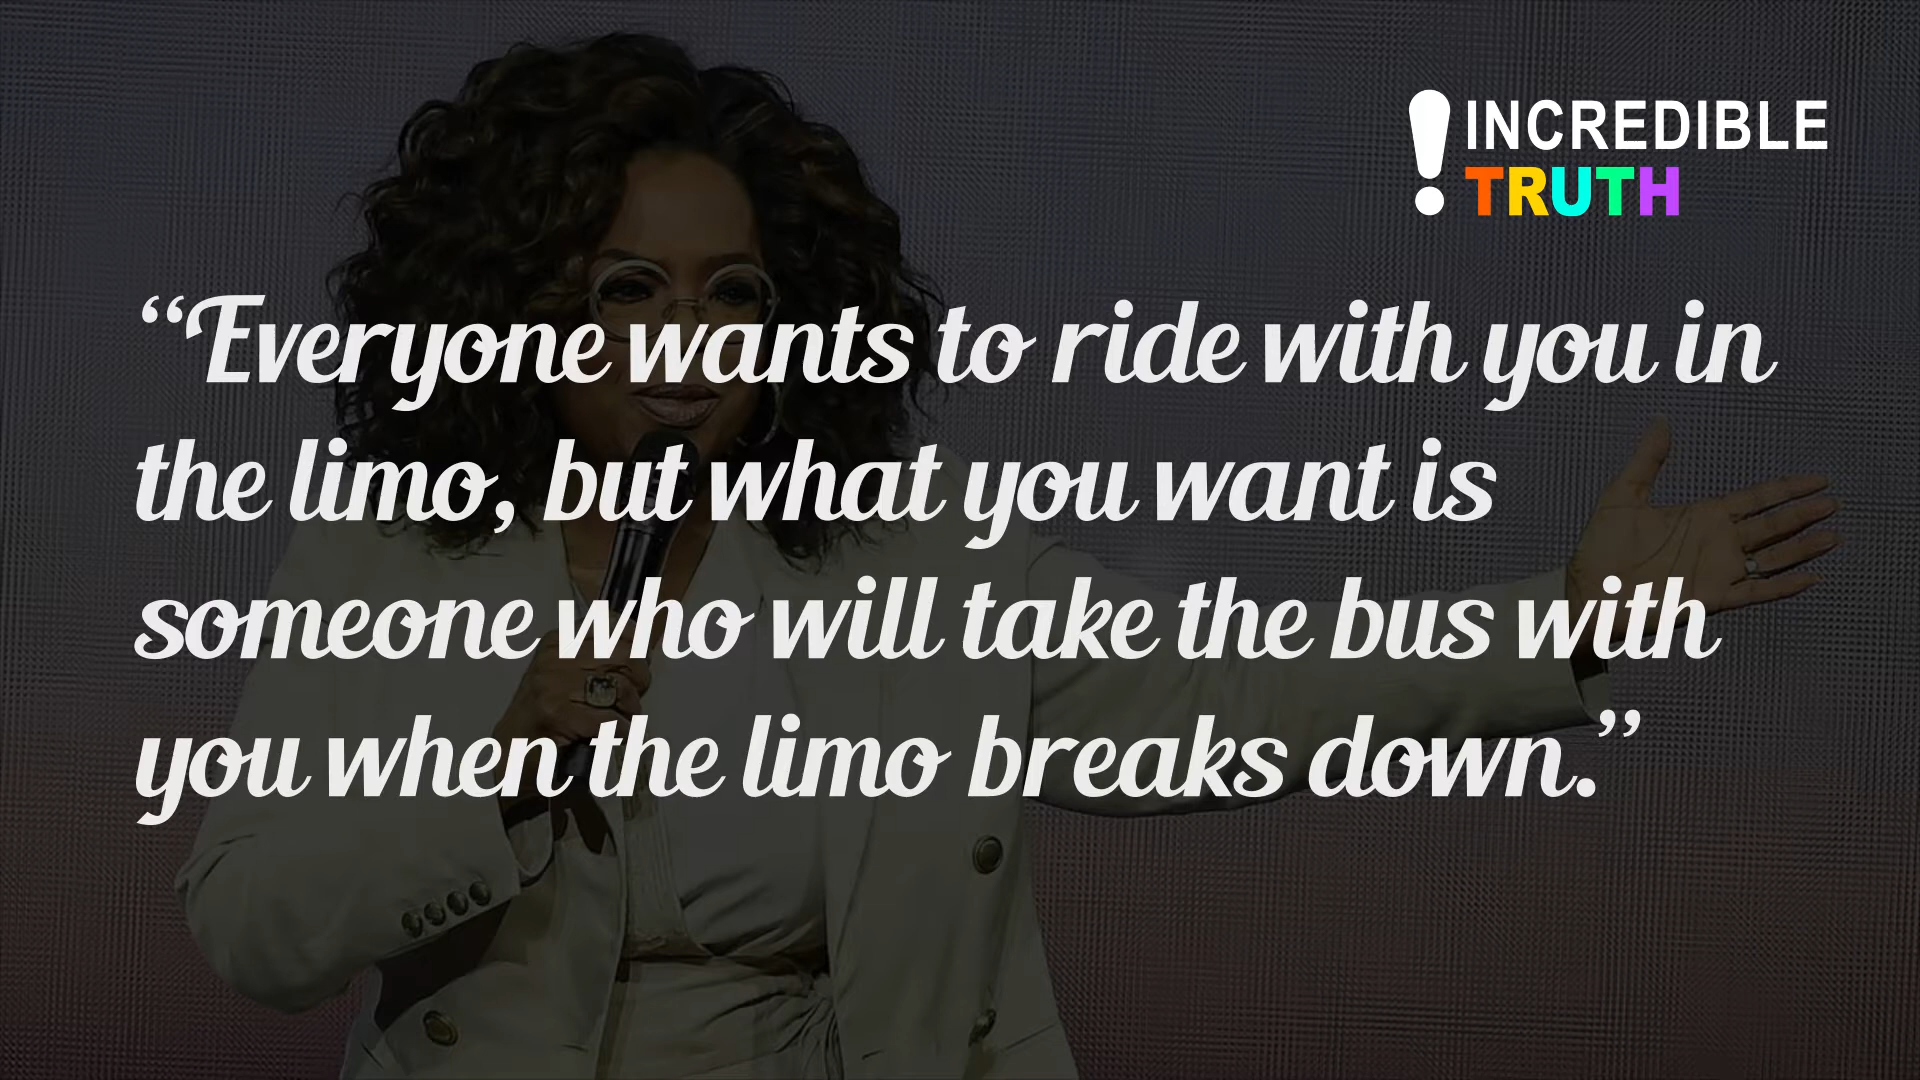 INCREDIBLE
TRUTH
“Everyone wants to ride with you in
the limo, but what you want is
someone who will take the bus with
you when the limo breaks down.”